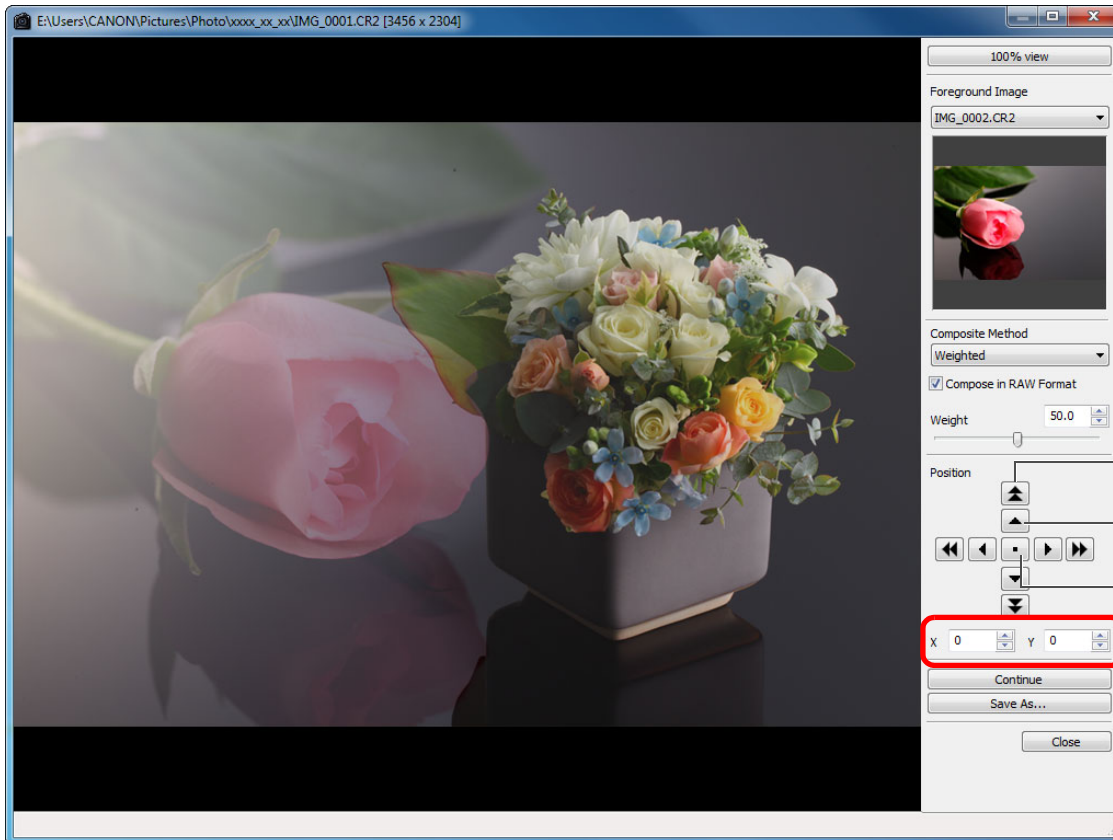 E:\Users\CANON\Pictures\Photo\xxxx_xx_xx\IMG_0001.CR2 [3456 x 2304]
100% view
Foreground Image
IMG_0002.CR2
Composite Method
Weighted
Compose in RAW Format
Weight 50.0
Position
X 0 Y 0
Continue
Save As...
Close